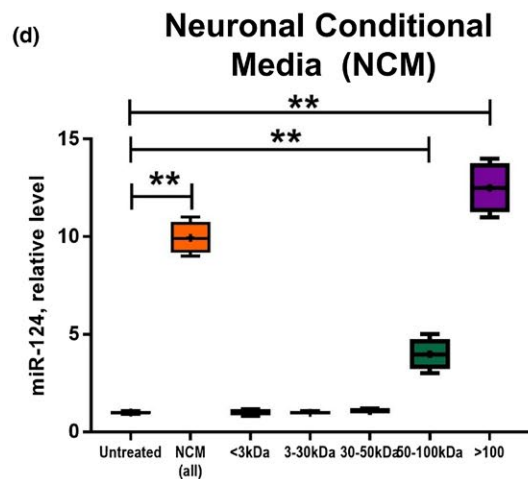 (d)
Neuronal Conditional
Media (NCM)
**
**
**
15
10
5
0
miR-124, relative level
Untreated
NCM
(all)
<3kDa
3-30kDa
30-50kDa
50-100kDa
>100